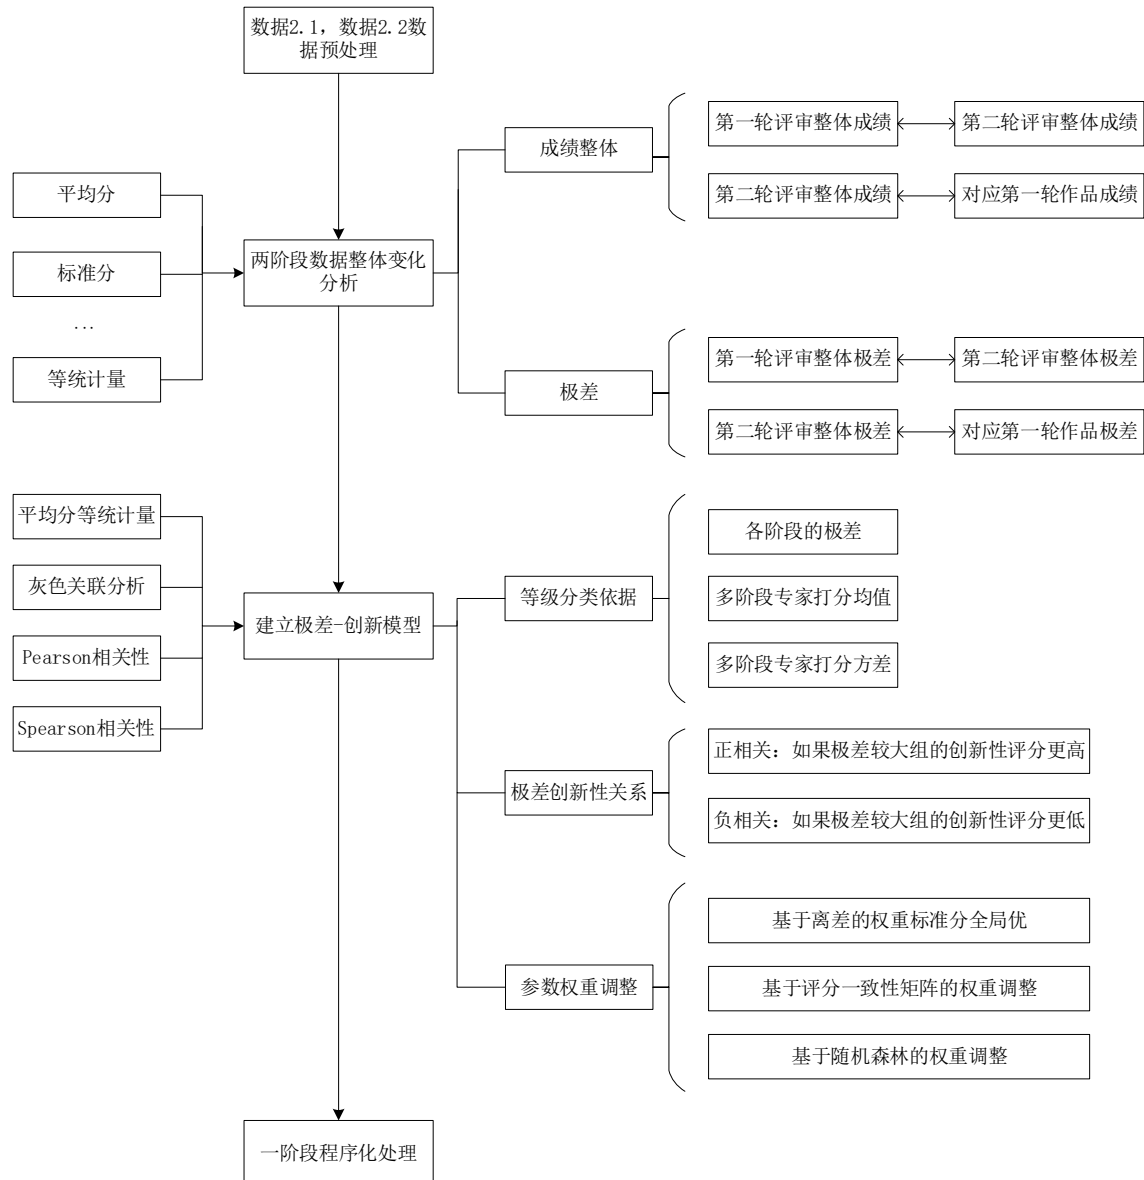 数据2.1，数据2.2数
据预处理
成绩整体
第一轮评审整体成绩
第二轮评审整体成绩
第二轮评审整体成绩
对应第一轮作品成绩
平均分
标准分
...
等统计量
两阶段数据整体变化
分析
极差
第一轮评审整体极差
第二轮评审整体极差
第二轮评审整体极差
对应第一轮作品极差
平均分等统计量
灰色关联分析
Pearson相关性
Spearson相关性
建立极差-创新模型
等级分类依据
各阶段的极差
多阶段专家打分均值
多阶段专家打分方差
极差创新性关系
正相关：如果极差较大组的创新性评分更高
负相关：如果极差较大组的创新性评分更低
参数权重调整
基于离差的权重标准分全局优
基于评分一致性矩阵的权重调整
基于随机森林的权重调整
一阶段程序化处理